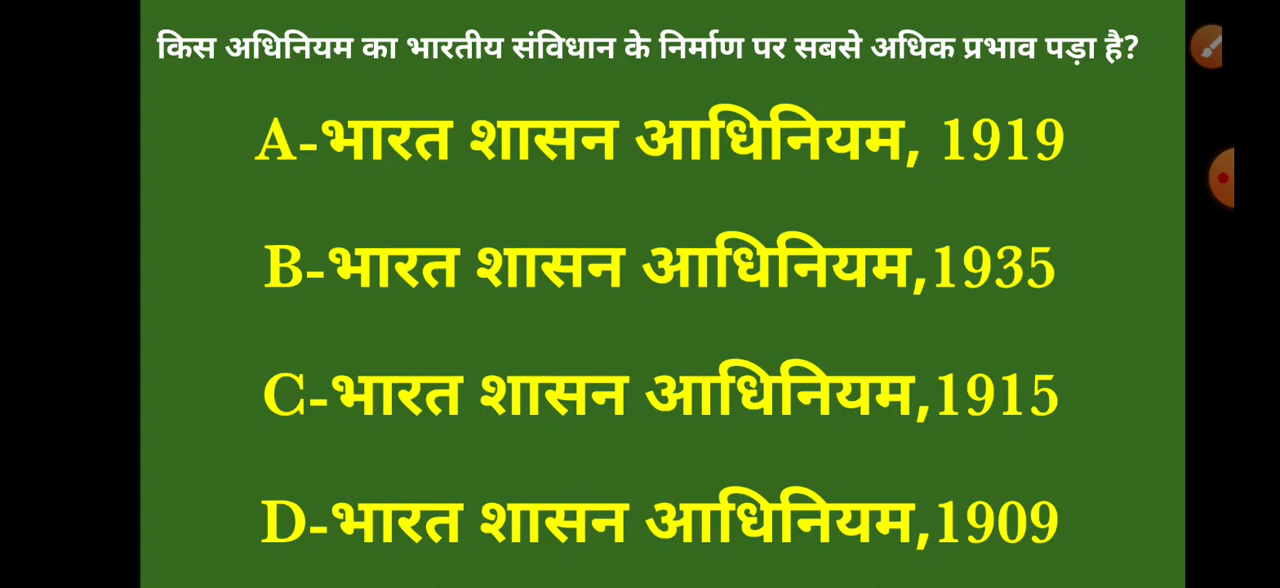 किस अधिनियम का भारतीय संविधान के निर्माण पर सबसे अधिक प्रभाव पड़ा है?
A-भारत शासन आधिनियम, 1919
B-भारत शासन आधिनियम,1935
C-भारत शासन आधिनियम,1915
D-भारत शासन आधिनियम,1909